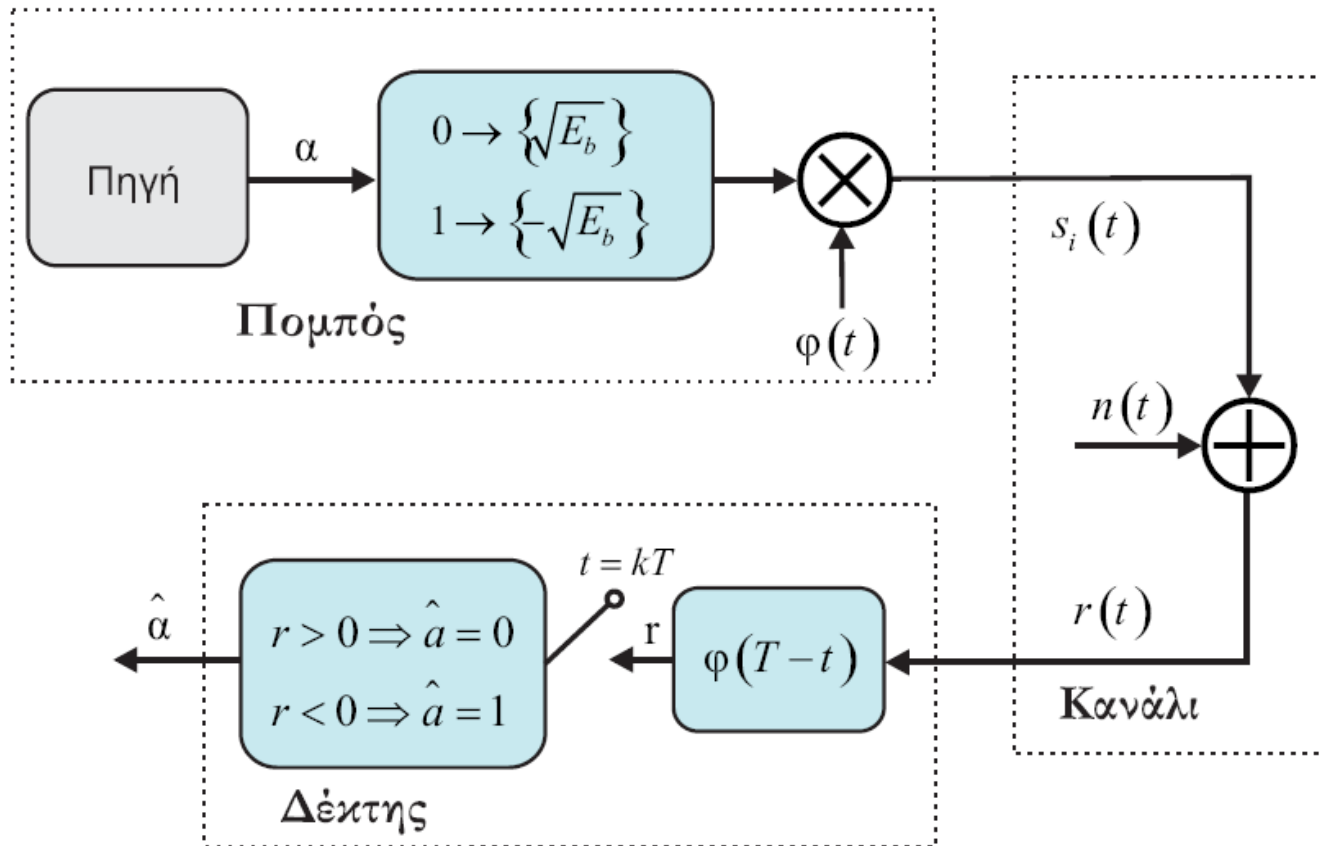 Πηγή
α
0 → {√E_b}
1 → {-√E_b}
φ(t)
Πομπός
s_i(t)
n(t)
r(t)
Κανάλι
φ(T − t)
r
t = kT
r > 0 ⇒ â = 0
r < 0 ⇒ â = 1
α̂
Δέκτης